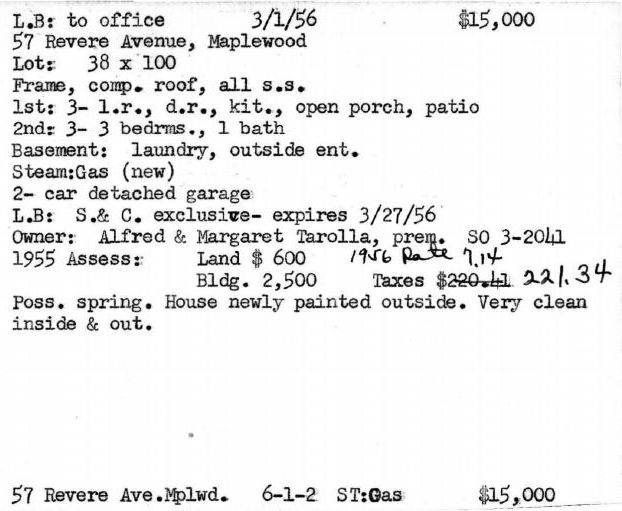 L.B: to office 3/1/56 $15,000
57 Revere Avenue, Maplewood
Lot: 38 x 100
Frame, comp. roof, all s.s.
1st: 3- l.r., d.r., kit., open porch, patio
2nd: 3- 3 bedrms., 1 bath
Basement: laundry, outside ent.
Steam:Gas (new)
2- car detached garage
L.B: S.& C. exclusive- expires 3/27/56
Owner: Alfred & Margaret Tarolla, prem. SO 3-2041
1955 Assess: Land $ 600 1956 Rate 7.14
Bldg. 2,500 Taxes $220.41 221.34
Poss. spring. House newly painted outside. Very clean
inside & out.
57 Revere Ave.Mplwd. 6-1-2 ST:Gas $15,000